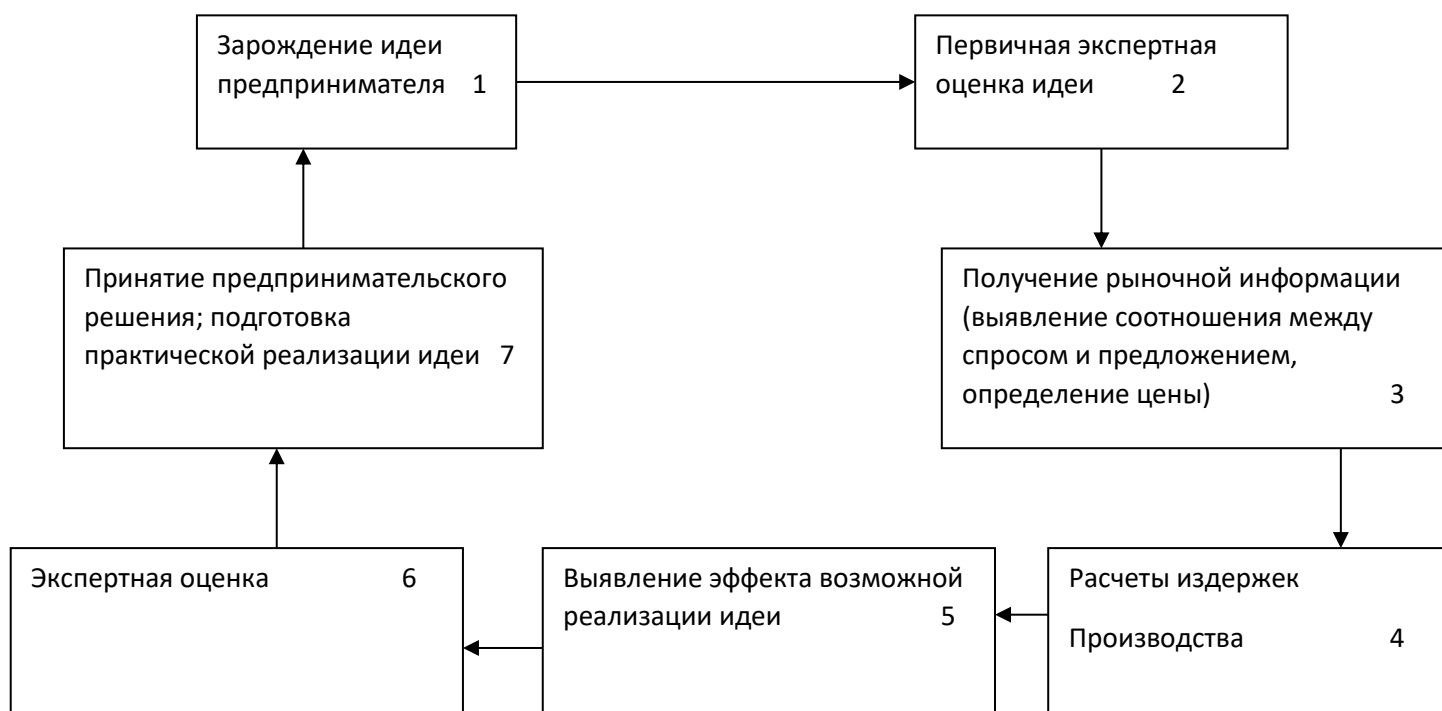 Зарождение идеи
предпринимателя 1
Первичная экспертная
оценка идеи 2
Получение рыночной информации
(выявление соотношения между
спросом и предложением,
определение цены) 3
Расчеты издержек
Производства 4
Выявление эффекта возможной
реализации идеи 5
Экспертная оценка 6
Принятие предпринимательского
решения; подготовка
практической реализации идеи 7